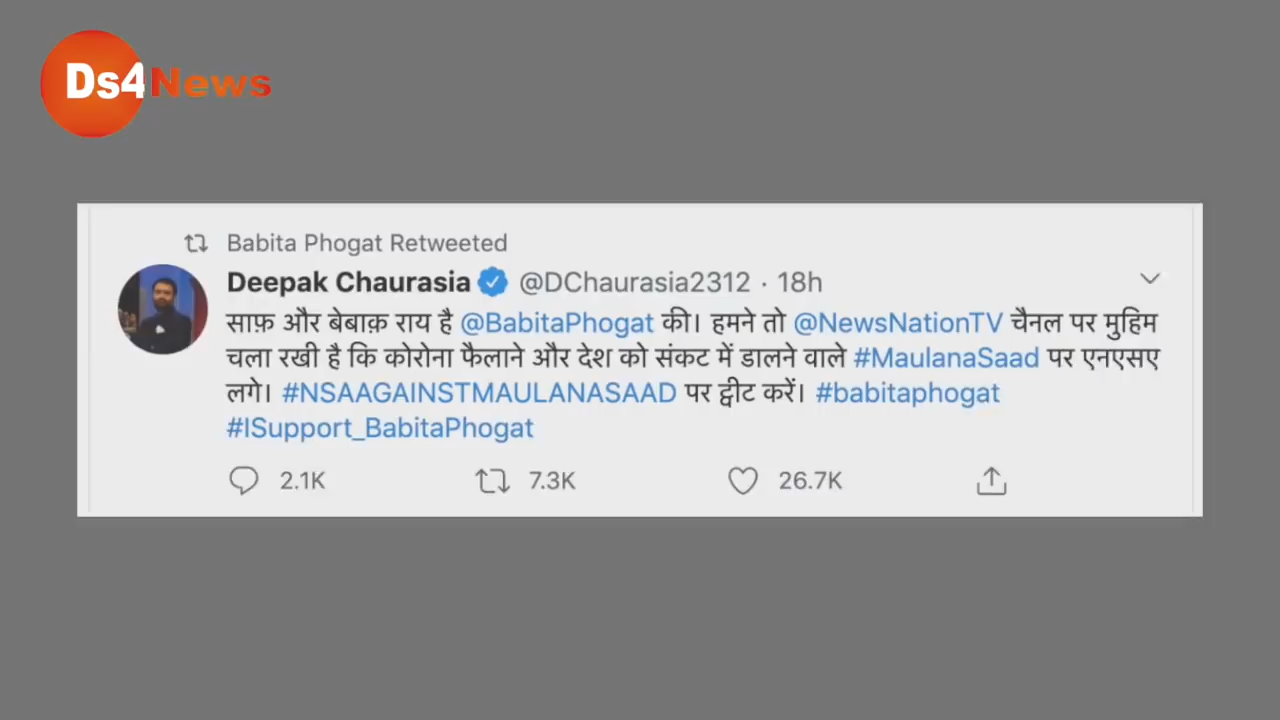 Ds4News
Babita Phogat Retweeted
Deepak Chaurasia @DChaurasia2312 · 18h
साफ़ और बेबाक़ राय है @BabitaPhogat की। हमने तो @NewsNationTV चैनल पर मुहिम
चला रखी है कि कोरोना फैलाने और देश को संकट में डालने वाले #MaulanaSaad पर एनएसए
लगे। #NSAAGAINSTMAULANASAAD पर ट्वीट करें। #babitaphogat
#ISupport_BabitaPhogat
2.1K 7.3K 26.7K